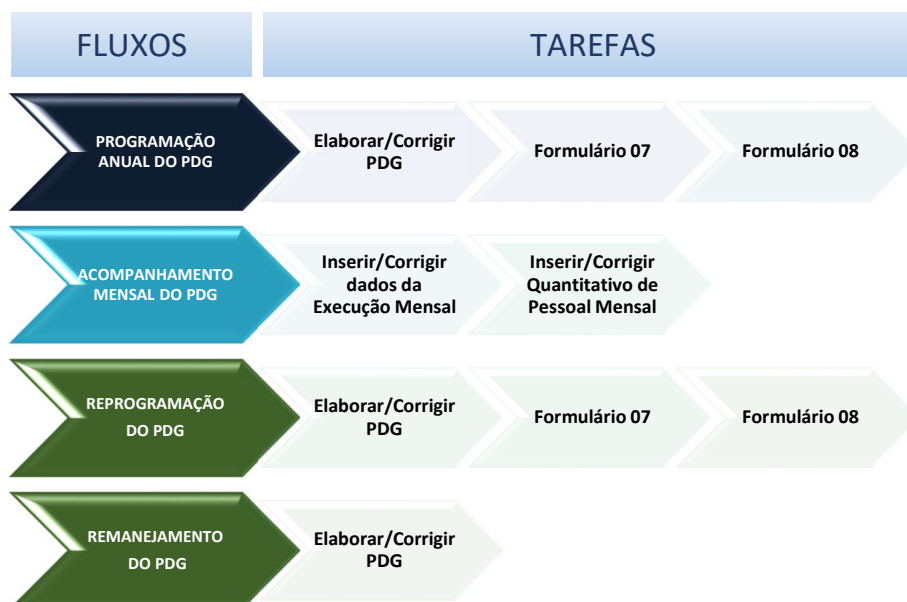 FLUXOS
TAREFAS
PROGRAMAÇÃO
ANUAL DO PDG
Elaborar/Corrigir
PDG
Formulário 07
Formulário 08
ACOMPANHAMENTO
MENSAL DO PDG
Inserir/Corrigir
dados da
Execução Mensal
Inserir/Corrigir
Quantitativo de
Pessoal Mensal
REPROGRAMAÇÃO
DO PDG
Elaborar/Corrigir
PDG
Formulário 07
Formulário 08
REMANEJAMENTO
DO PDG
Elaborar/Corrigir
PDG